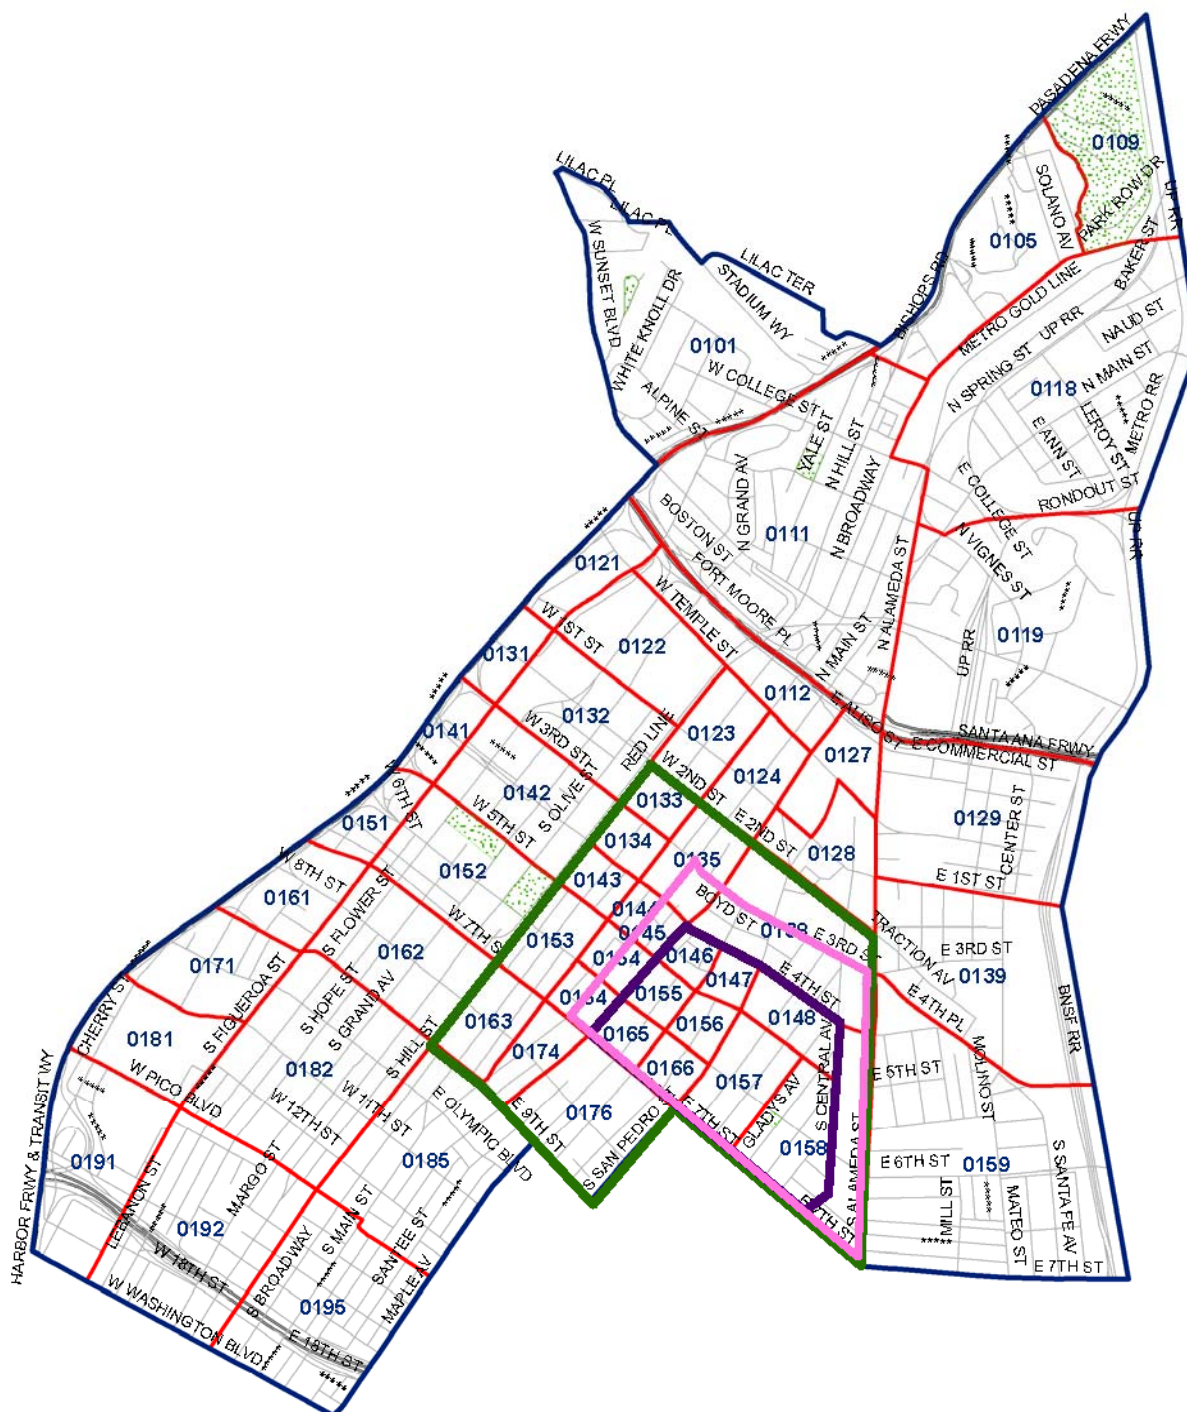 PASADENA FRWY
*****
0109
LILAC PL
SOLANO AV
PARK ROW DR
UP RR
LILAC PL
*****
0105
W SUNSET BLVD
LILAC TER
BISHOPS RD
BAKER ST
STADIUM WY
METRO GOLD LINE
WHITE KNOLL DR
UP RR
NAUD ST
0101
N SPRING ST
W COLLEGE ST
0118
N MAIN ST
ALPINE ST
LEROY ST
METRO RR
YALE ST
N HILL ST
E ANN ST
N GRAND AV
N BROADWAY
E COLLEGE ST
RONDOUT ST
BOSTON ST
0111
N VIGNES ST
UP RR
0121
FORT MOORE PL
N ALAMEDA ST
W TEMPLE ST
W 1ST ST
0122
N MAIN ST
UP RR
0119
0131
0112
E ALISO ST
SANTA ANA FRWY
0132
RED LINE
0123
E COMMERCIAL ST
0141
W 3RD ST
0127
W 2ND ST
0124
W 6TH ST
0142
S OLIVE ST
0133
E 2ND ST
CENTER ST
0151
W 5TH ST
0134
0135
0128
0129
W 8TH ST
0152
0143
E 1ST ST
0161
S FLOWER ST
BOYD ST
0144
TRACTION AV
W 7TH S
0145
E 3RD ST
E 3RD ST
0162
0153
0146
0139
0171
S FIGUEROA ST
E 4TH ST
E 4TH PL
CHERRY ST
S HOPE ST
S GRAND AV
0155
0147
BNSF RR
0163
0148
0181
S HILL ST
0165
0156
S CENTRAL AV
0174
MOLINO ST
W PICO BLVD
0182
W 11TH ST
0166
0157
E 5TH ST
W 12TH ST
E OLYMPIC BLVD
E 9TH ST
0176
E 7TH ST
GLADYS AV
S ALAMEDA ST
HARBOR FRWY & TRANSIT WY
0191
S SAN PEDRO S
0158
E 6TH ST
0159
LEBANON ST
MARGO ST
0185
S SANTA FE AV
0192
S MAIN ST
SANTEE ST
MILL ST
MATEO ST
W 18TH ST
S BROADWAY
MAPLE AV
E 7TH ST
E 7TH ST
W WASHINGTON BLVD
0195
E 18TH ST